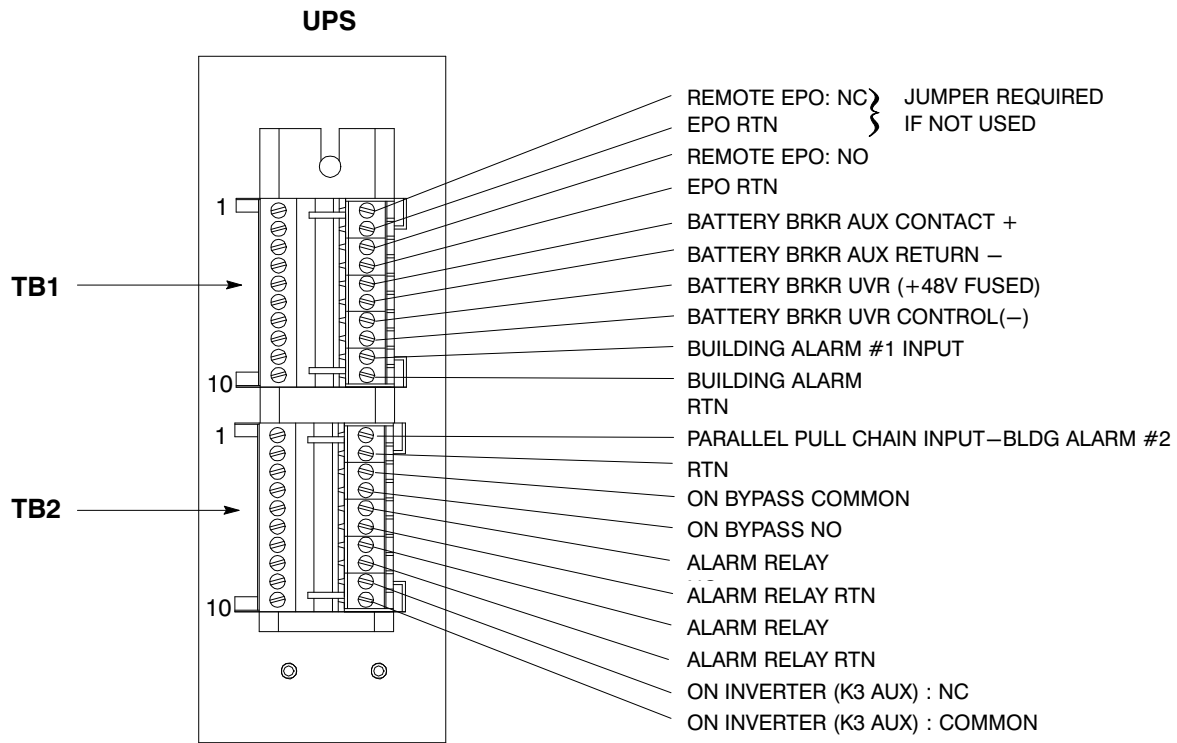 UPS
REMOTE EPO: NC
JUMPER REQUIRED
EPO RTN
IF NOT USED
REMOTE EPO: NO
EPO RTN
1
BATTERY BRKR AUX CONTACT +
BATTERY BRKR AUX RETURN –
TB1
BATTERY BRKR UVR (+48V FUSED)
BATTERY BRKR UVR CONTROL(–)
BUILDING ALARM #1 INPUT
10
BUILDING ALARM
RTN
1
PARALLEL PULL CHAIN INPUT–BLDG ALARM #2
RTN
ON BYPASS COMMON
TB2
ON BYPASS NO
ALARM RELAY
ALARM RELAY RTN
10
ALARM RELAY
ALARM RELAY RTN
ON INVERTER (K3 AUX) : NC
ON INVERTER (K3 AUX) : COMMON